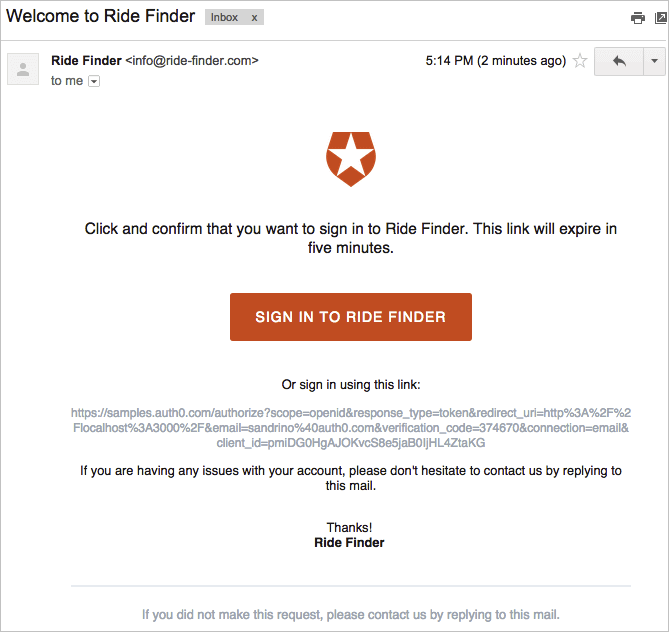 Welcome to Ride Finder Inbox x
Ride Finder <info@ride-finder.com> 5:14 PM (2 minutes ago)
to me
Click and confirm that you want to sign in to Ride Finder. This link will expire in
five minutes.
SIGN IN TO RIDE FINDER
Or sign in using this link:
https://samples.auth0.com/authorize?scope=openid&response_type=token&redirect_uri=http%3A%2F%2
Flocalhost%3A3000%2F&email=sandrino%40auth0.com&verification_code=374670&connection=email&
client_id=pmiDG0HgAJOKvcS8e5jaB0IjHL4ZtaKG
If you are having any issues with your account, please don't hesitate to contact us by replying to
this mail.
Thanks!
Ride Finder
If you did not make this request, please contact us by replying to this mail.